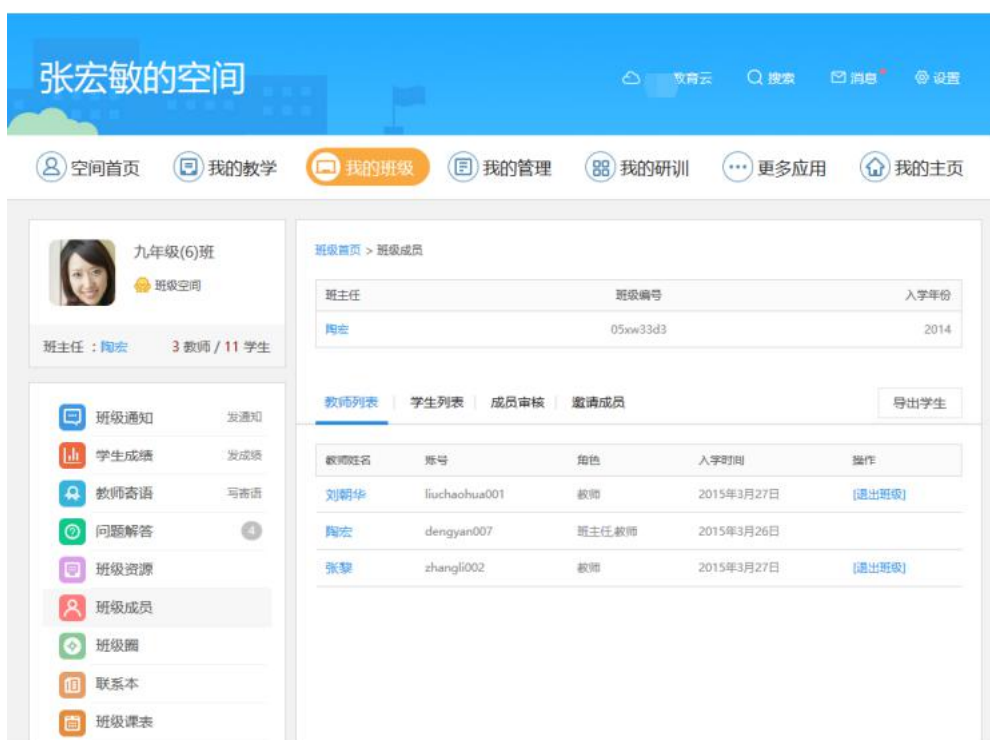 张宏敏的空间
教育云 搜索 消息 设置
空间首页 我的教学 我的班级 我的管理 我的研训 更多应用 我的主页
九年级(6)班
班级空间
班主任 ：陶宏 3 教师 / 11 学生
班级通知 发通知
学生成绩 发成绩
教师寄语 写寄语
问题解答 4
班级资源
班级成员
班级圈
联系本
班级课表
班级首页 > 班级成员
班主任 班级编号 入学年份
陶宏 05xw33d3 2014
教师列表 学生列表 成员审核 邀请成员 导出学生
教师姓名 账号 角色 入学时间 操作
刘朝华 liuchaohua001 教师 2015年3月27日 [退出班级]
陶宏 dengyan007 班主任,教师 2015年3月26日
张黎 zhangli002 教师 2015年3月27日 [退出班级]